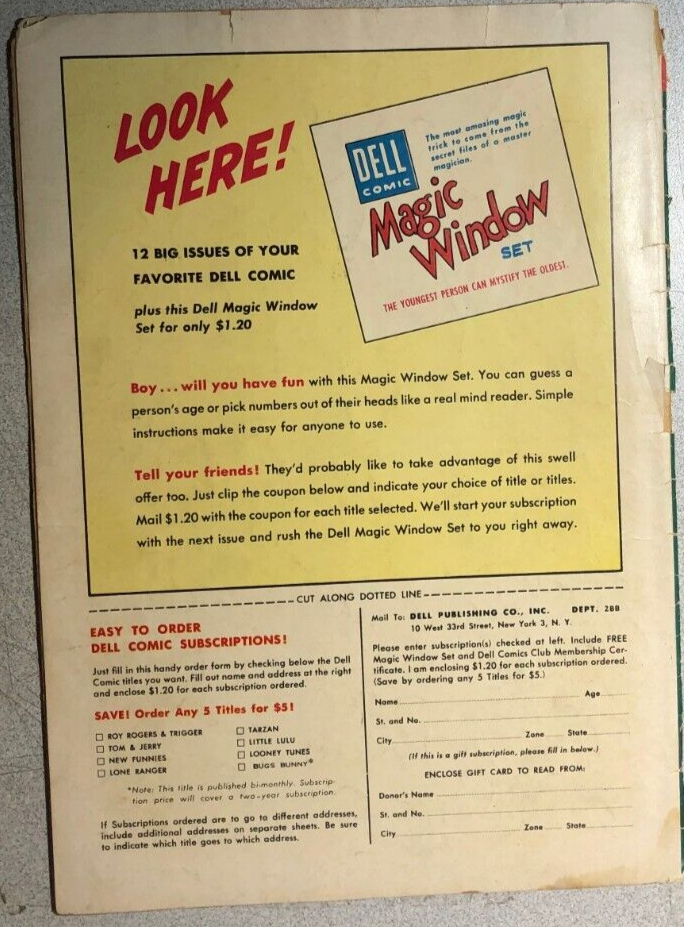 LOOK
HERE!
DELL
COMIC
The most amazing magic
trick to come from the
secret files of a master
magician.
Magic
Window
SET
THE YOUNGEST PERSON CAN MYSTIFY THE OLDEST.
12 BIG ISSUES OF YOUR
FAVORITE DELL COMIC
plus this Dell Magic Window
Set for only $1.20
Boy...will you have fun with this Magic Window Set. You can guess a
person's age or pick numbers out of their heads like a real mind reader. Simple
instructions make it easy for anyone to use.
Tell your friends! They'd probably like to take advantage of this swell
offer too. Just clip the coupon below and indicate your choice of title or titles.
Mail $1.20 with the coupon for each title selected. We'll start your subscription
with the next issue and rush the Dell Magic Window Set to you right away.
CUT ALONG DOTTED LINE
EASY TO ORDER
DELL COMIC SUBSCRIPTIONS!
Just fill in this handy order form by checking below the Dell
Comic titles you want. Fill out name and address at the right
and enclose $1.20 for each subscription ordered.
SAVE! Order Any 5 Titles for $5!
ROY ROGERS & TRIGGER
TOM & JERRY
NEW FUNNIES
LONE RANGER
TARZAN
LITTLE LULU
LOONEY TUNES
BUGS BUNNY*
*Note: This title is published bi-monthly. Subscrip-
tion price will cover a two-year subscription.
If Subscriptions ordered are to go to different addresses,
include additional addresses on separate sheets. Be sure
to indicate which title goes to which address.
Mail To: DELL PUBLISHING CO., INC. DEPT. 2BB
10 West 33rd Street, New York 3, N. Y.
Please enter subscription(s) checked at left. Include FREE
Magic Window Set and Dell Comics Club Membership Cer-
tificate. I am enclosing $1.20 for each subscription ordered.
(Save by ordering any 5 Titles for $5.)
Name Age
St. and No.
City Zone State
(If this is a gift subscription, please fill in below.)
ENCLOSE GIFT CARD TO READ FROM:
Donor's Name
St. and No.
City Zone State